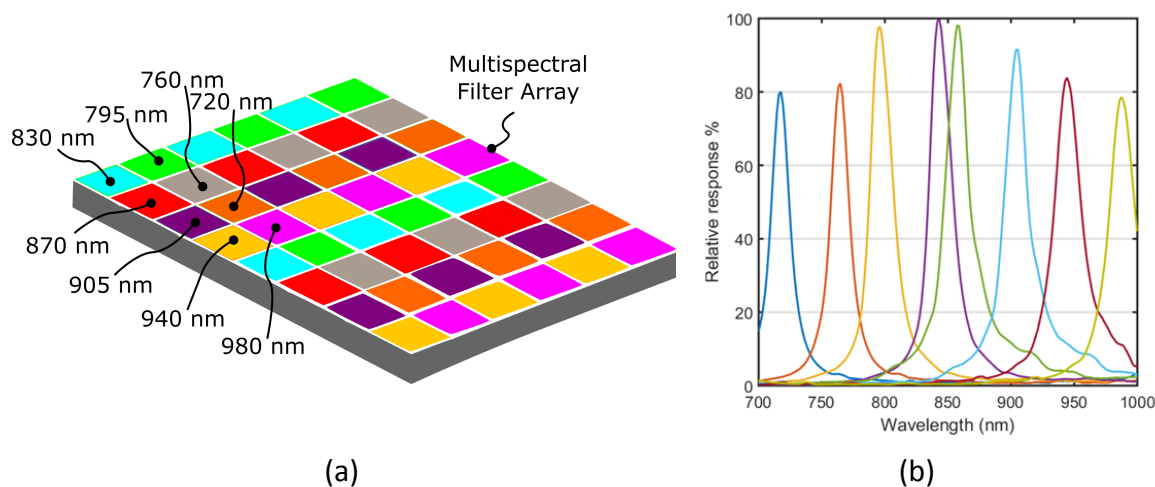 760 nm
720 nm
795 nm
830 nm
870 nm
905 nm
940 nm
980 nm
Multispectral
Filter Array
(a)
Relative response %
100
80
60
40
20
0
700
750
800
850
900
950
1000
Wavelength (nm)
(b)